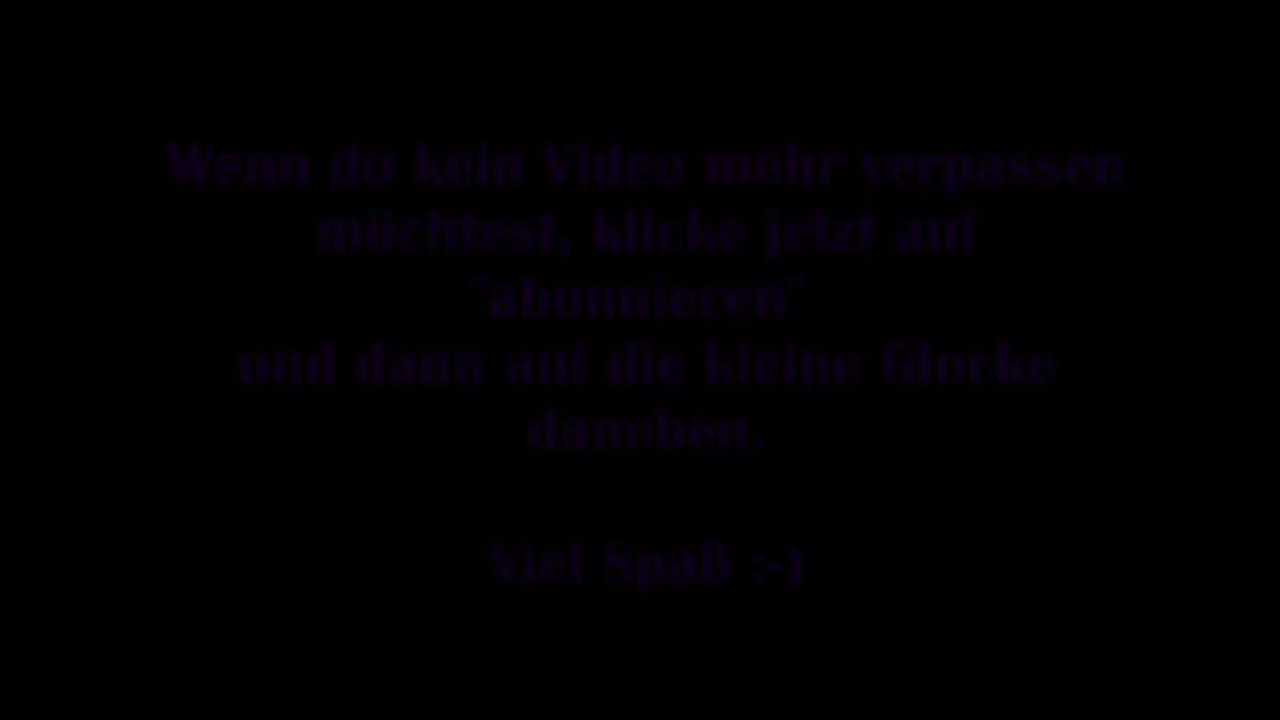 Wenn du kein Video mehr verpassen
möchtest, klicke jetzt auf
"abonnieren"
und dann auf die kleine Glocke
daneben.
Viel Spaß :-)